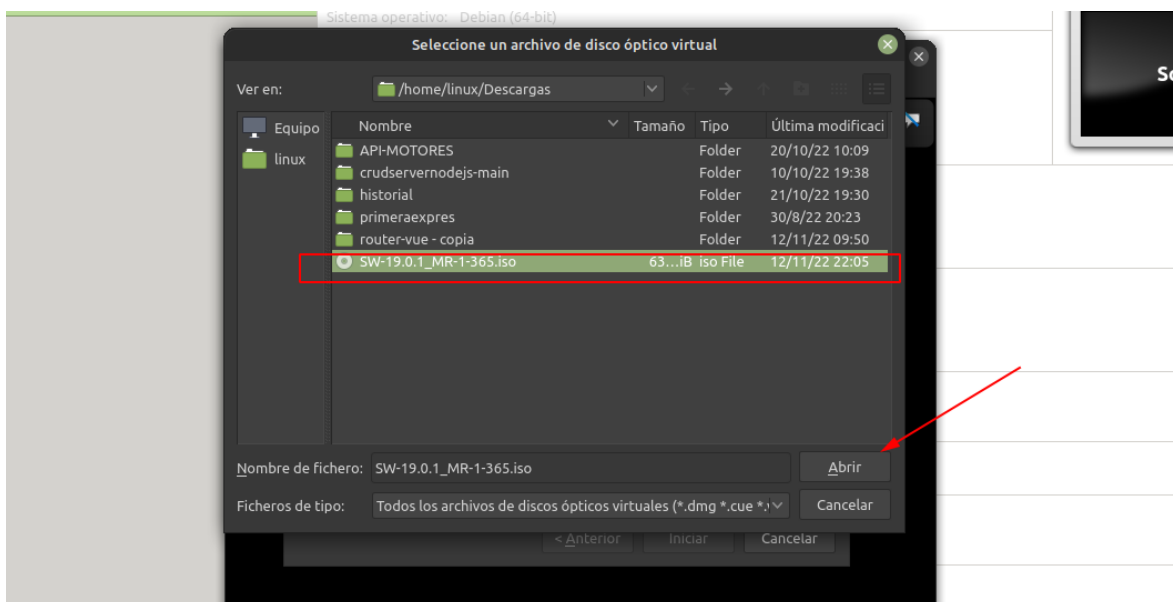 Sistema operativo: Debian (64-bit)
Seleccione un archivo de disco óptico virtual
Ver en: /home/linux/Descargas
Equipo
linux
Nombre Tamaño Tipo Última modificaci
API-MOTORES Folder 20/10/22 10:09
crudservernodejs-main Folder 10/10/22 19:38
historial Folder 21/10/22 19:30
primeraexpres Folder 30/8/22 20:23
router-vue - copia Folder 12/11/22 09:50
SW-19.0.1_MR-1-365.iso 63...iB iso File 12/11/22 22:05
Nombre de fichero: SW-19.0.1_MR-1-365.iso Abrir
Ficheros de tipo: Todos los archivos de discos ópticos virtuales (*.dmg *.cue *. Cancelar
< Anterior Iniciar Cancelar